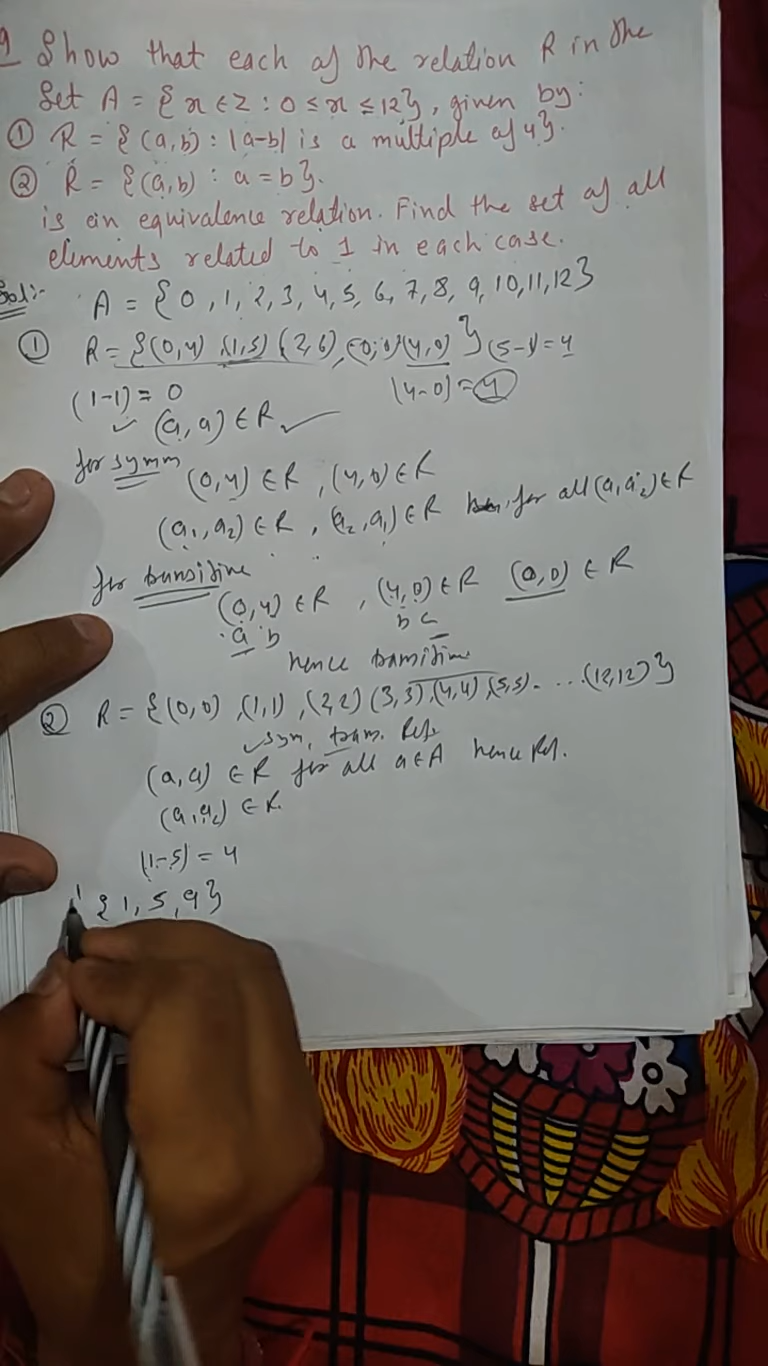 Q Show that each of the relation R in the
Set A = { x ∈ Z : 0 ≤ x ≤ 12}, given by:
① R = { (a,b) : |a-b| is a multiple of 4}.
② R = {(a,b) : a = b}.
is an equivalence relation. Find the set of all
elements related to 1 in each case.
Sol:- A = {0, 1, 2, 3, 4, 5, 6, 7, 8, 9, 10, 11, 12}
① R = {(0,4) (1,5) (2,6), (0,0) (4,0) } (5-1) = 4
(1-1) = 0 |4-0| = 4
(a, a) ∈ R
for symm (0,4) ∈ R, (4,0) ∈ R
(a₁, a₂) ∈ R, (a₂, a₁) ∈ R for all (a₁, a₂) ∈ R
for transitive
(0,4) ∈ R, (4,0) ∈ R (0,0) ∈ R
a b b c
hence transitive
② R = {(0,0), (1,1), (2,2) (3,3), (4,4), (5,5)- ... (12,12)}
sym, trans. Ref.
(a, a) ∈ R for all a ∈ A hence Ref.
(a₁, a₂) ∈ R
(1-5) = 4
1 {1, 5, 9}